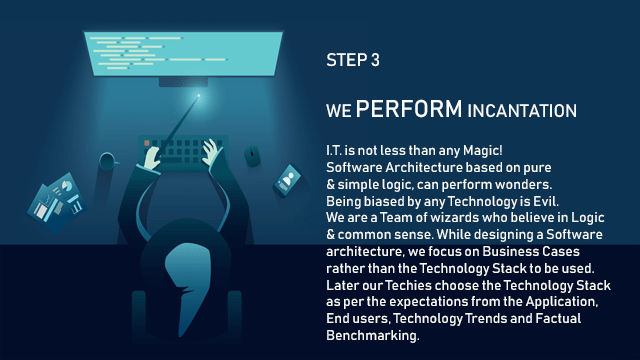 STEP 3
WE PERFORM INCANTATION
I.T. is not less than any Magic!
Software Architecture based on pure
& simple logic, can perform wonders.
Being biased by any Technology is Evil.
We are a Team of wizards who believe in Logic
& common sense. While designing a Software
architecture, we focus on Business Cases
rather than the Technology Stack to be used.
Later our Techies choose the Technology Stack
as per the expectations from the Application,
End users, Technology Trends and Factual
Benchmarking.